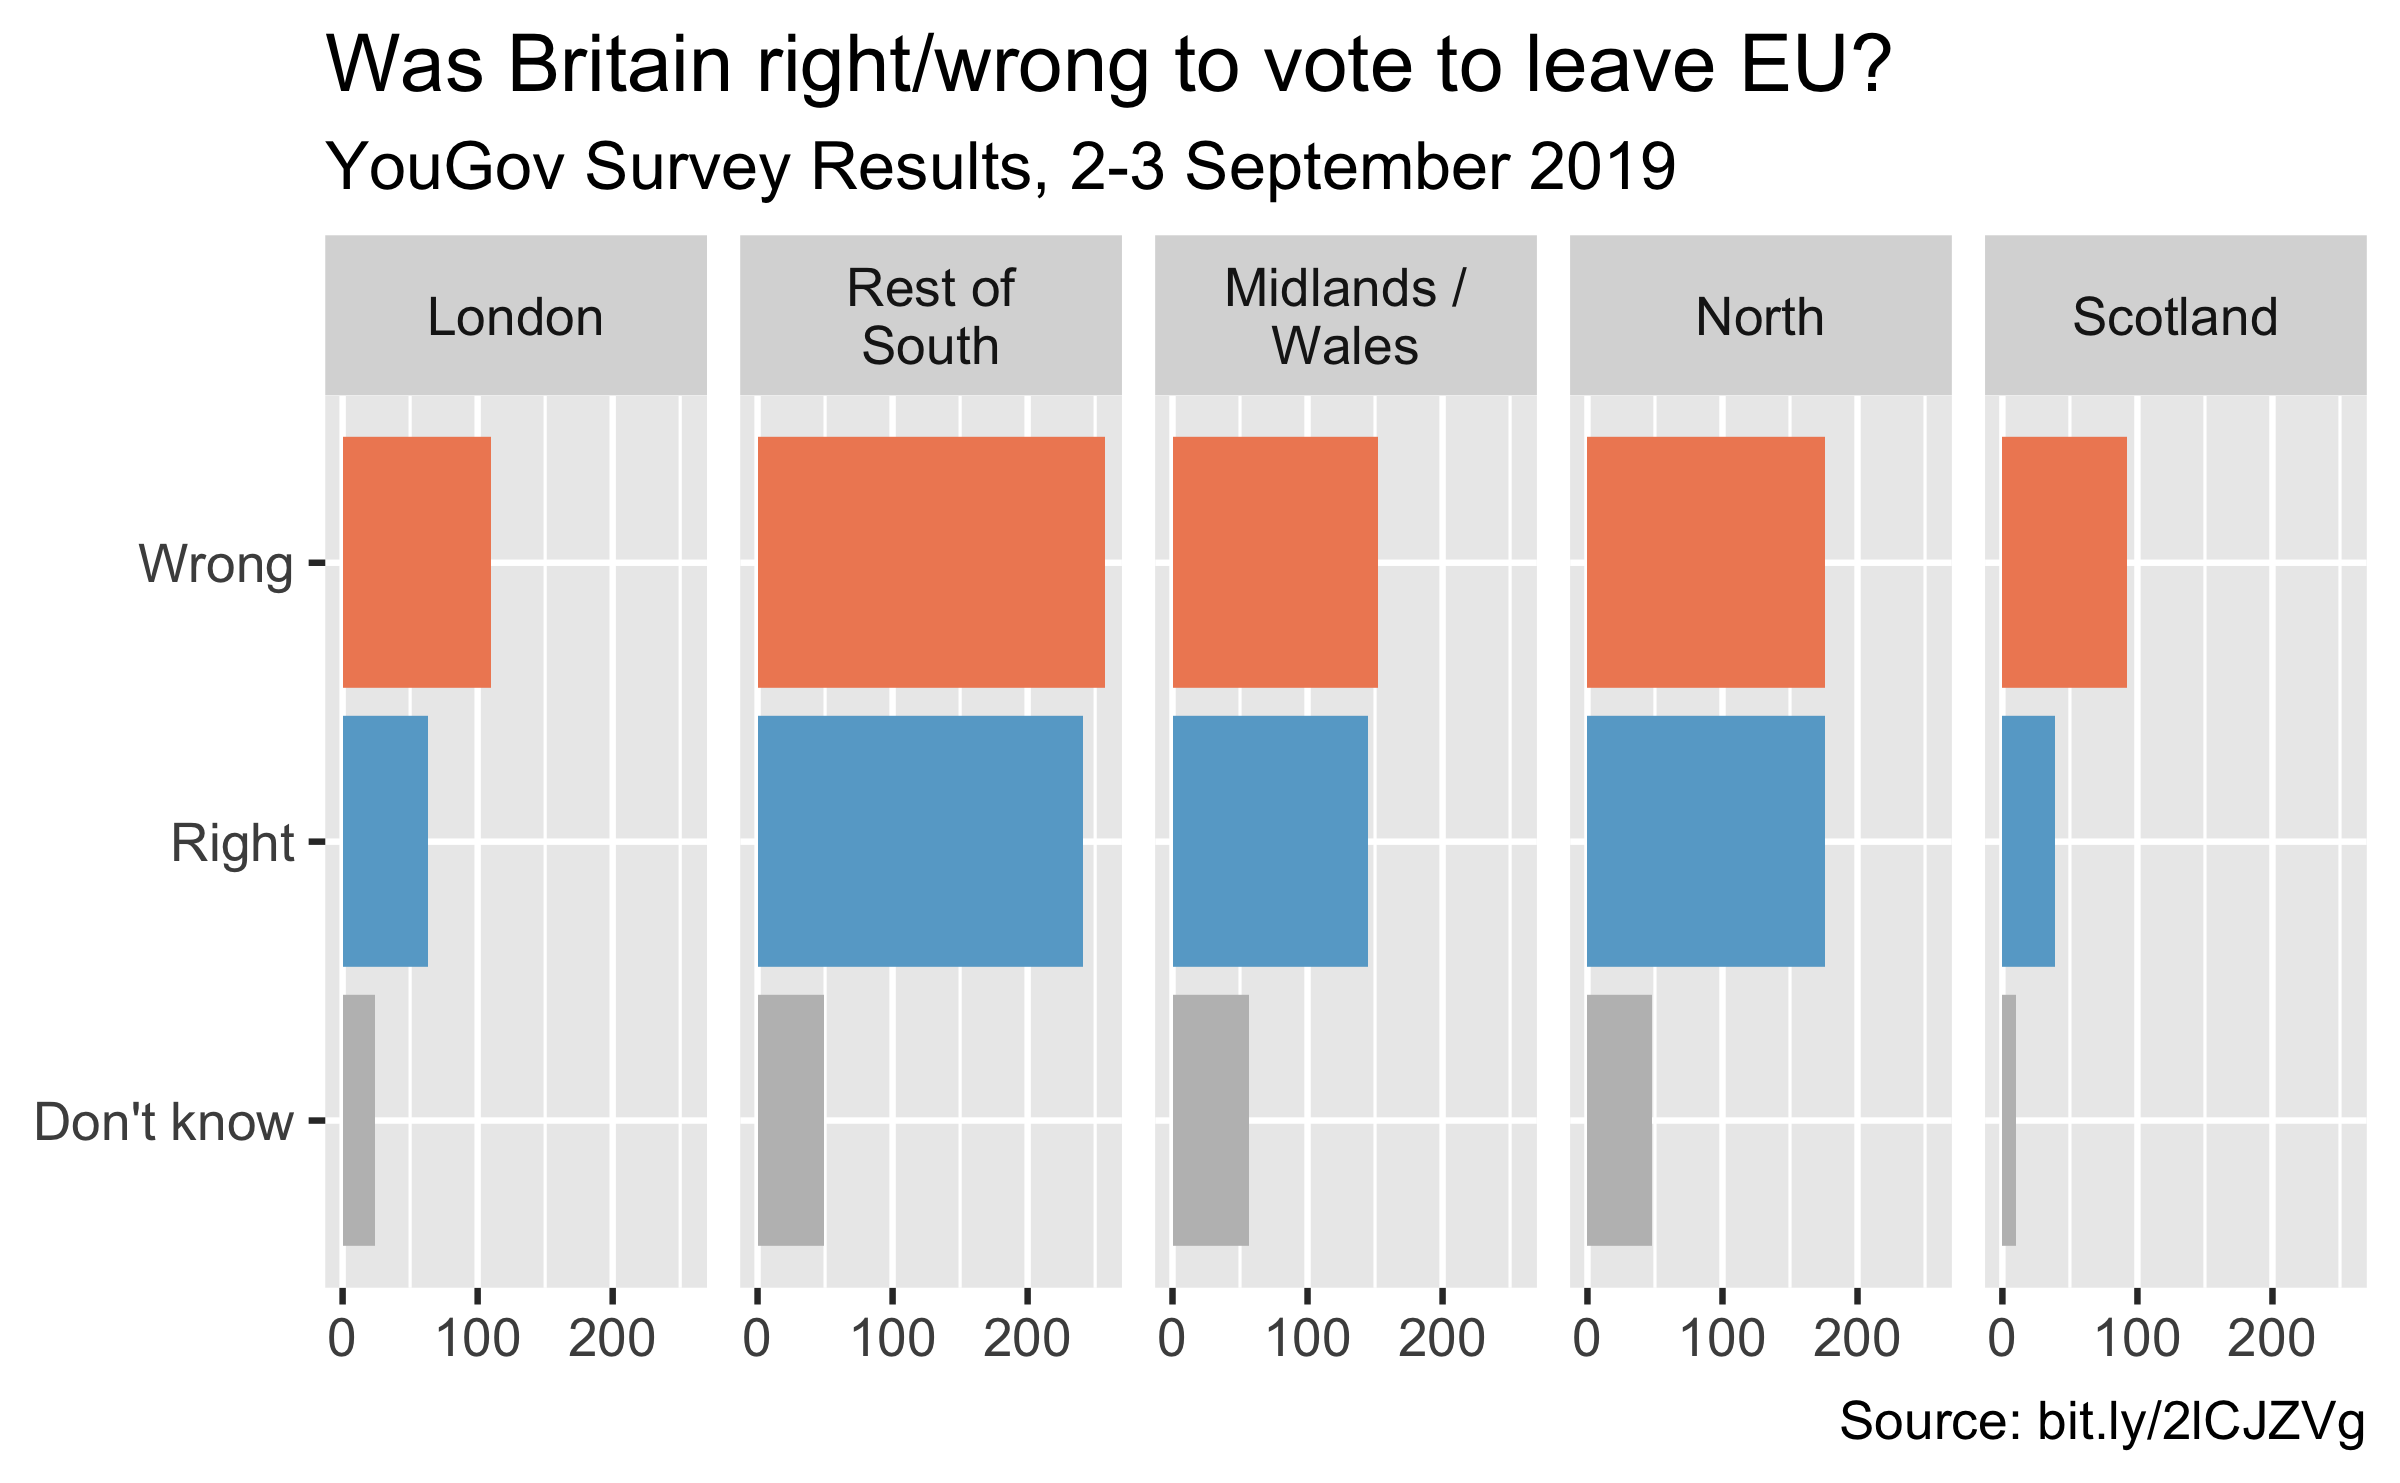 Was Britain right/wrong to vote to leave EU?
YouGov Survey Results, 2-3 September 2019
London
Rest of
South
Midlands /
Wales
North
Scotland
Wrong
Right
Don't know
0 100 200
0 100 200
0 100 200
0 100 200
0 100 200
Source: bit.ly/2lCJZVg